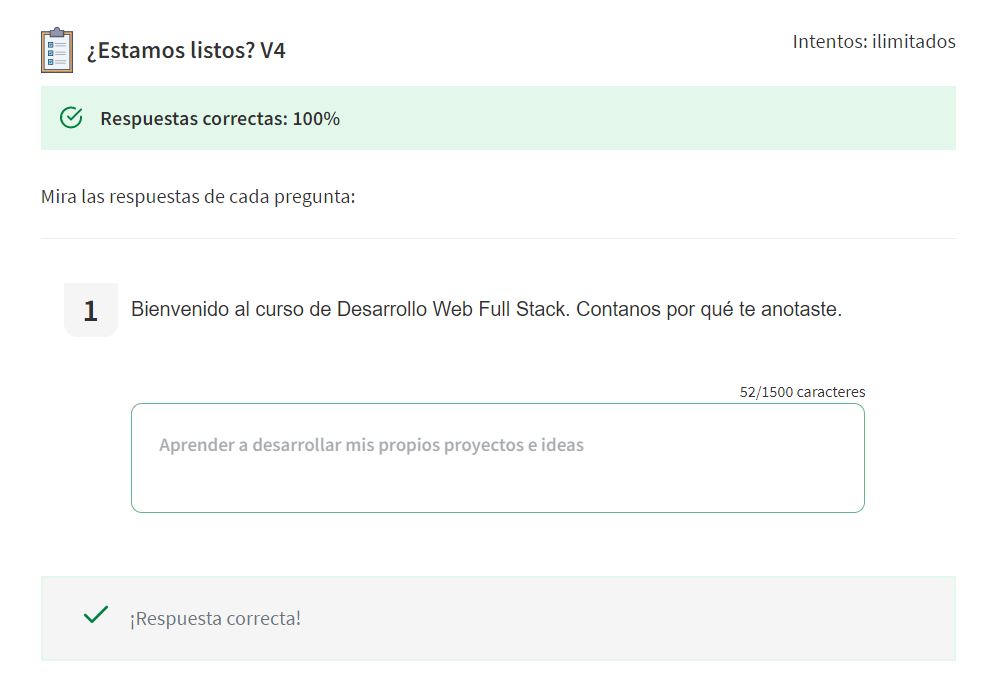 ¿Estamos listos? V4
Intentos: ilimitados
Respuestas correctas: 100%
Mira las respuestas de cada pregunta:
1
Bienvenido al curso de Desarrollo Web Full Stack. Contanos por qué te anotaste.
52/1500 caracteres
Aprender a desarrollar mis propios proyectos e ideas
¡Respuesta correcta!